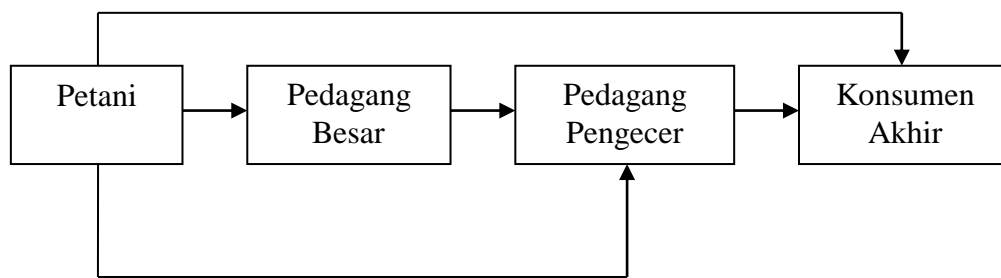 Petani
Pedagang
Besar
Pedagang
Pengecer
Konsumen
Akhir